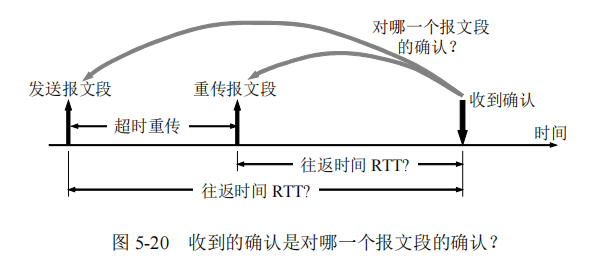 对哪一个报文段
的确认？
发送报文段
重传报文段
收到确认
超时重传
时间
往返时间 RTT?
往返时间 RTT?
图 5-20 收到的确认是对哪一个报文段的确认？